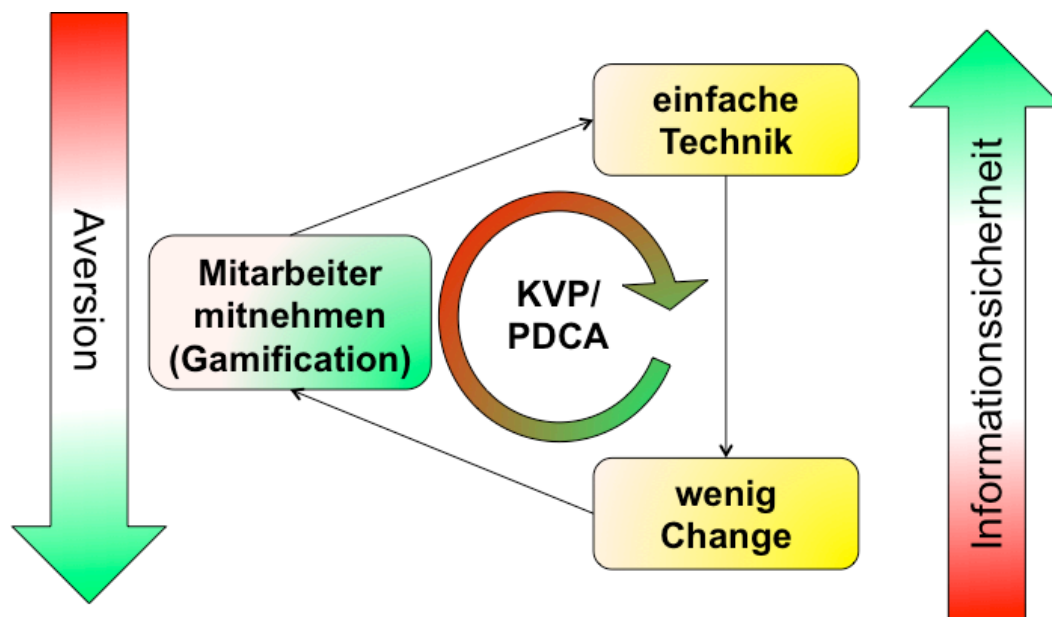 Aversion
einfache
Technik
Mitarbeiter
mitnehmen
(Gamification)
KVP/
PDCA
wenig
Change
Informationssicherheit